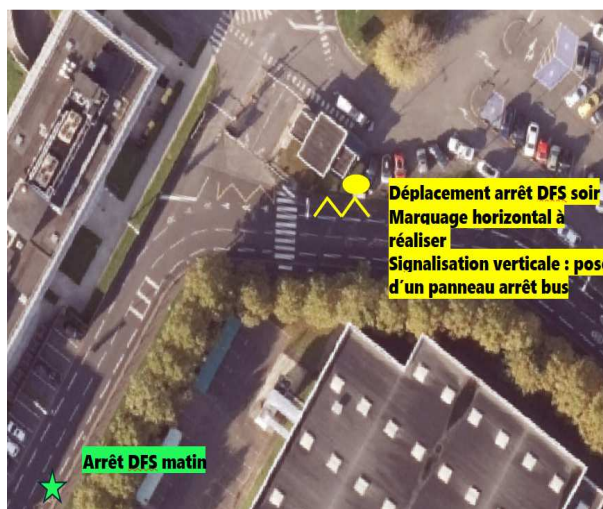 Déplacement arrêt DFS soir
Marquage horizontal à
réaliser
Signalisation verticale : pose
d'un panneau arrêt bus
Arrêt DFS matin